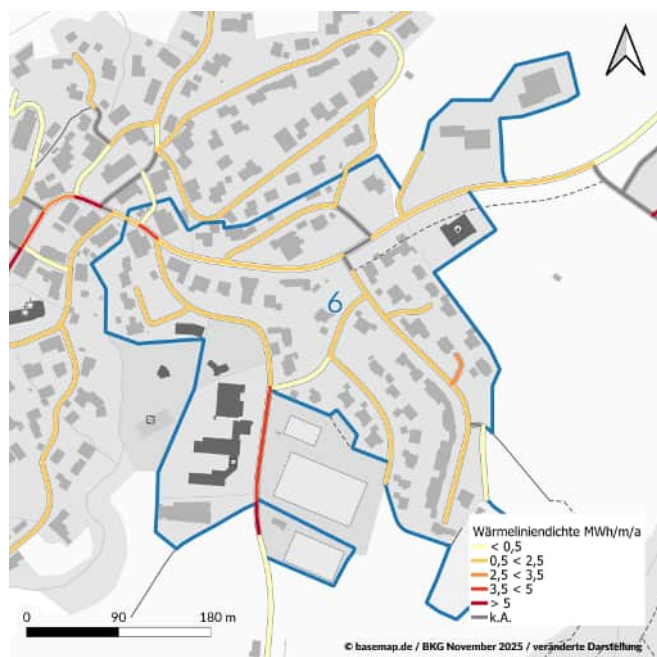 6
Wärmeliniendichte MWh/m/a
< 0,5
0,5 < 2,5
2,5 < 3,5
3,5 < 5
> 5
k.A.
0 90 180 m
© basemap.de / BKG November 2025 / veränderte Darstellung